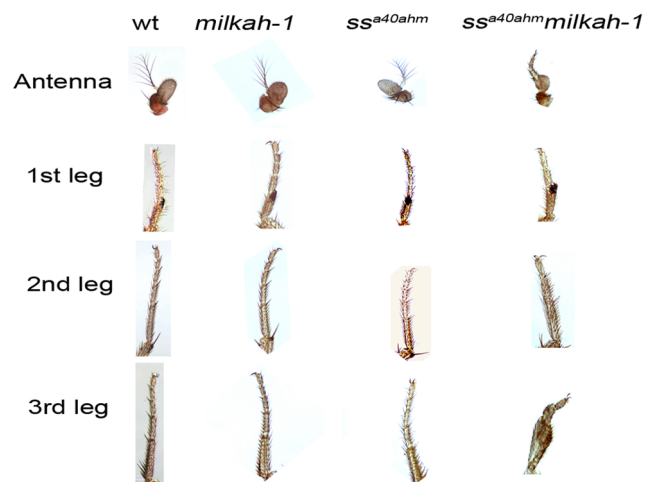 wt milkah-1 ssa40ahm ssa40ahmmilkah-1
Antenna
1st leg
2nd leg
3rd leg